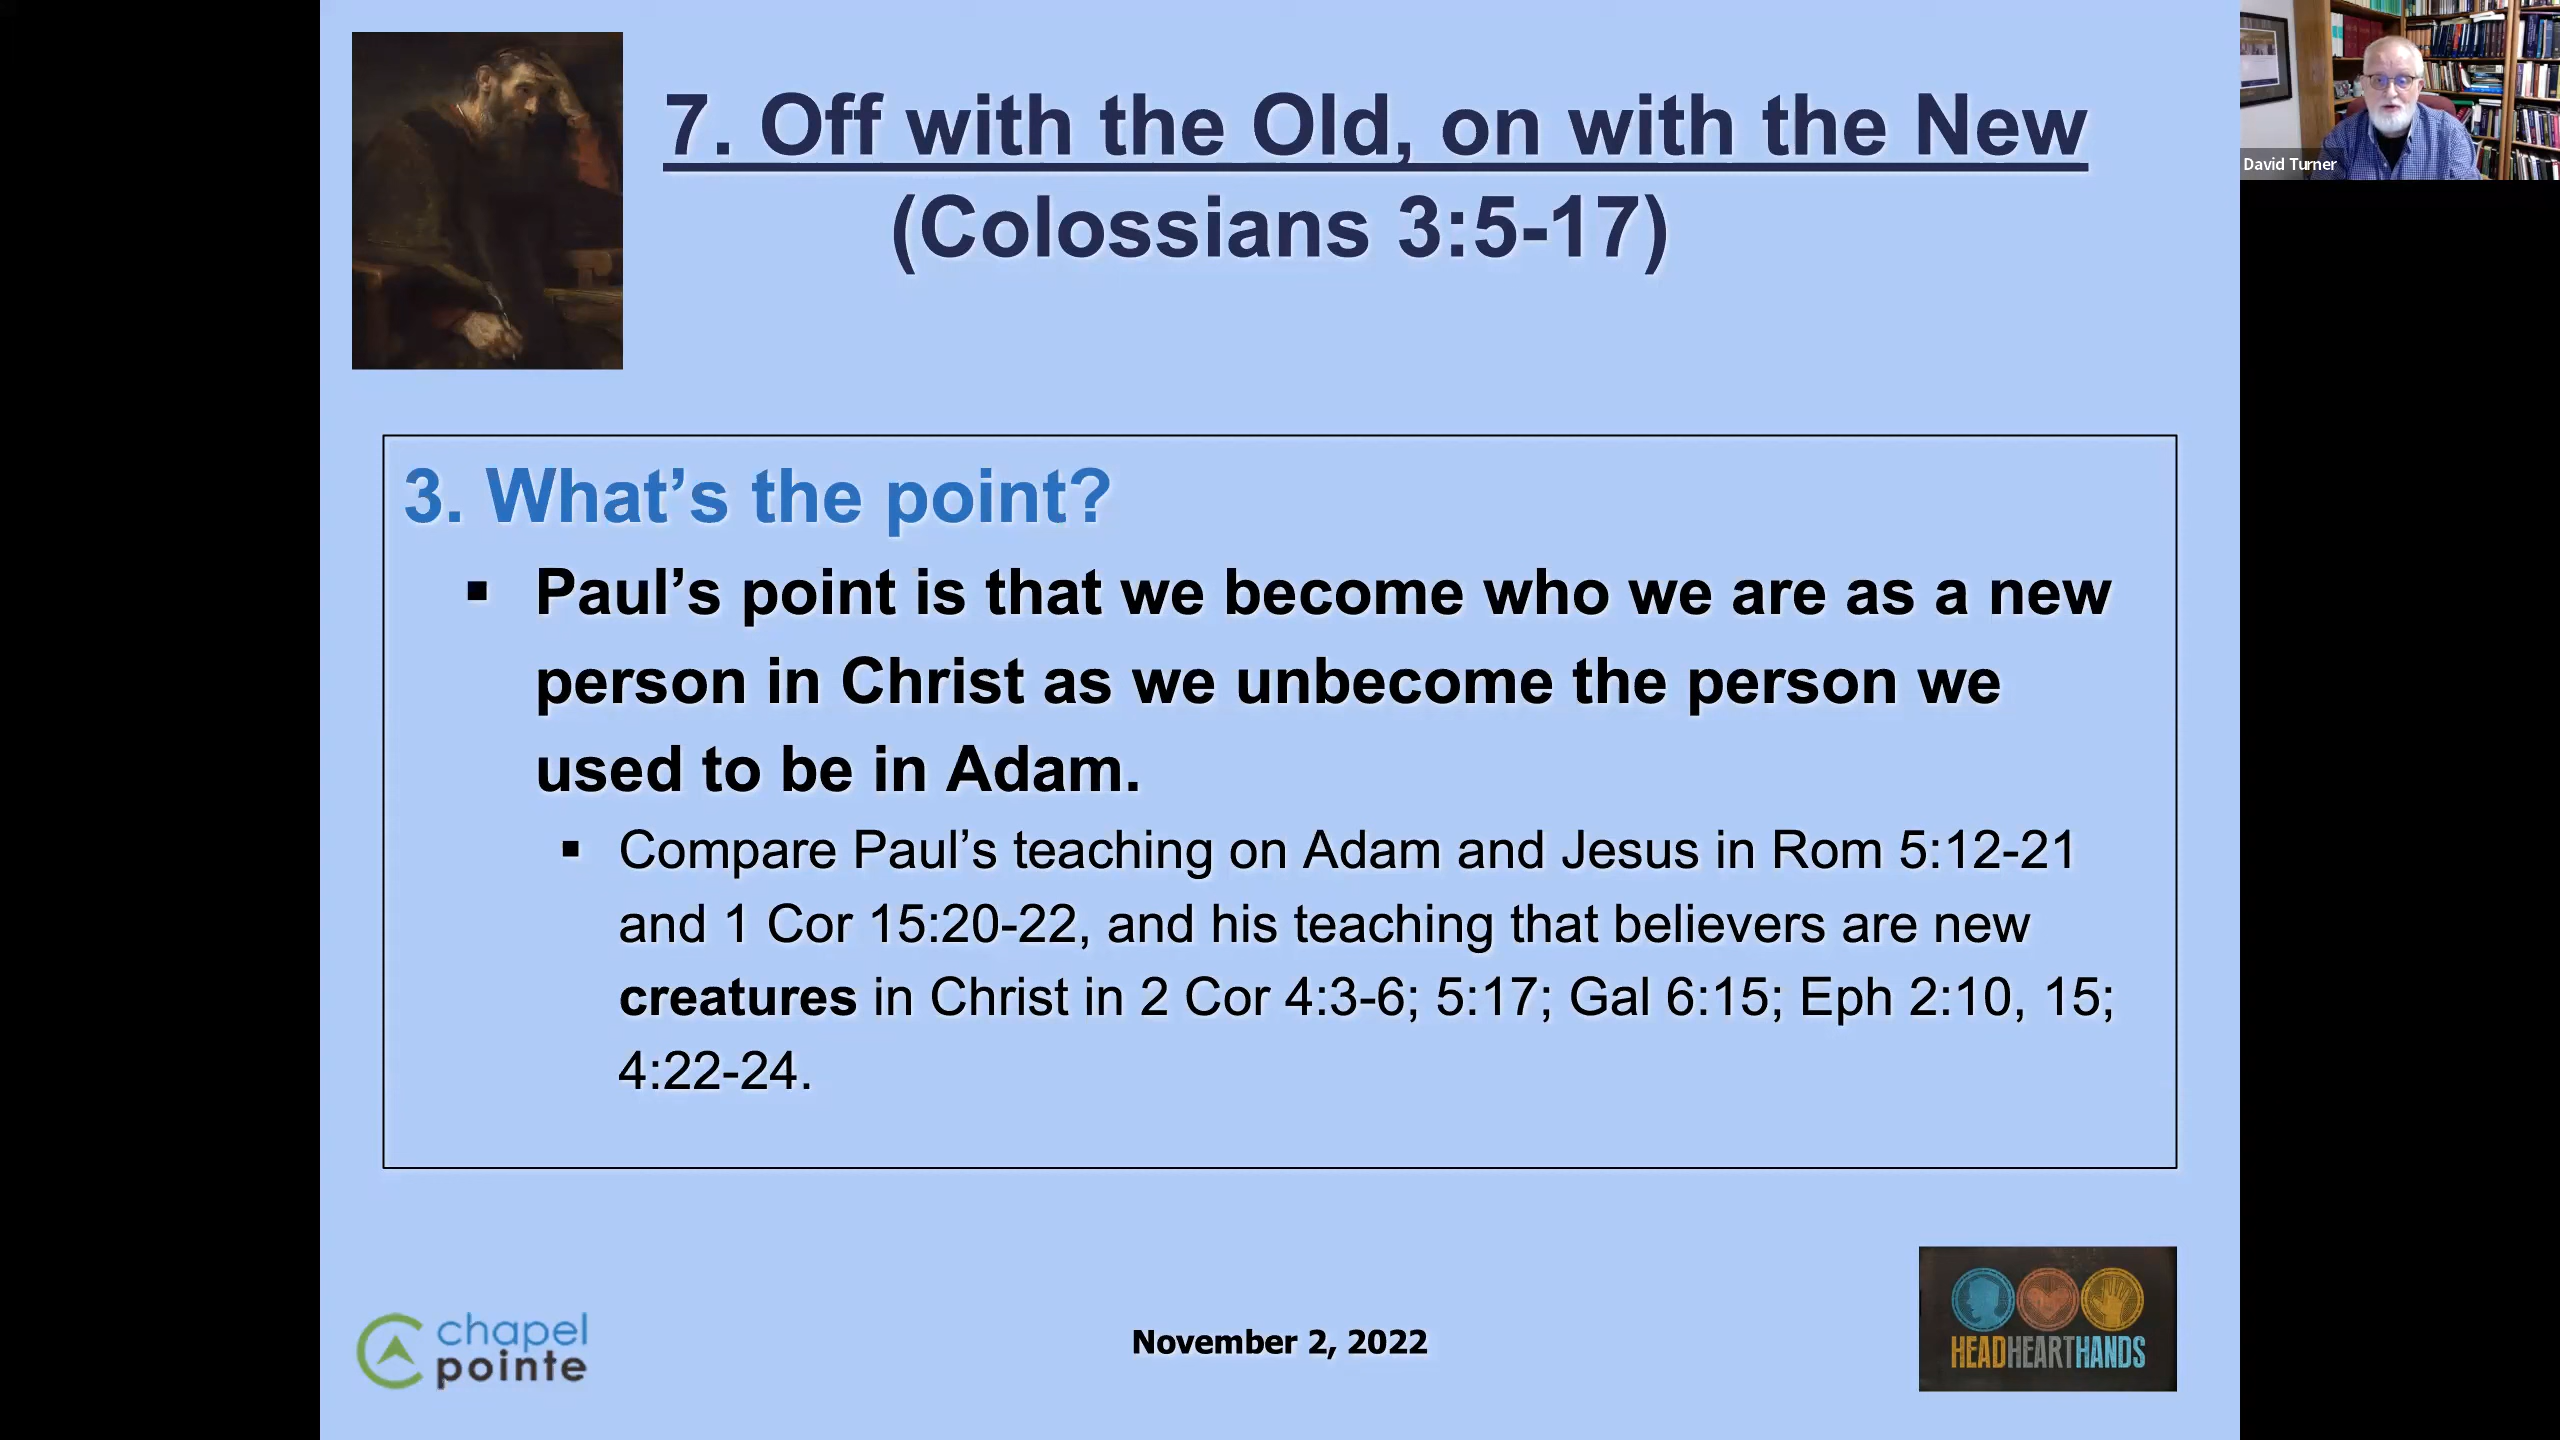 7. Off with the Old, on with the New
(Colossians 3:5-17)
David Turner
3. What’s the point?
▪ Paul’s point is that we become who we are as a new
person in Christ as we unbecome the person we
used to be in Adam.
▪ Compare Paul’s teaching on Adam and Jesus in Rom 5:12-21
and 1 Cor 15:20-22, and his teaching that believers are new
creatures in Christ in 2 Cor 4:3-6; 5:17; Gal 6:15; Eph 2:10, 15;
4:22-24.
chapel
pointe
November 2, 2022
HEADHEARTHANDS